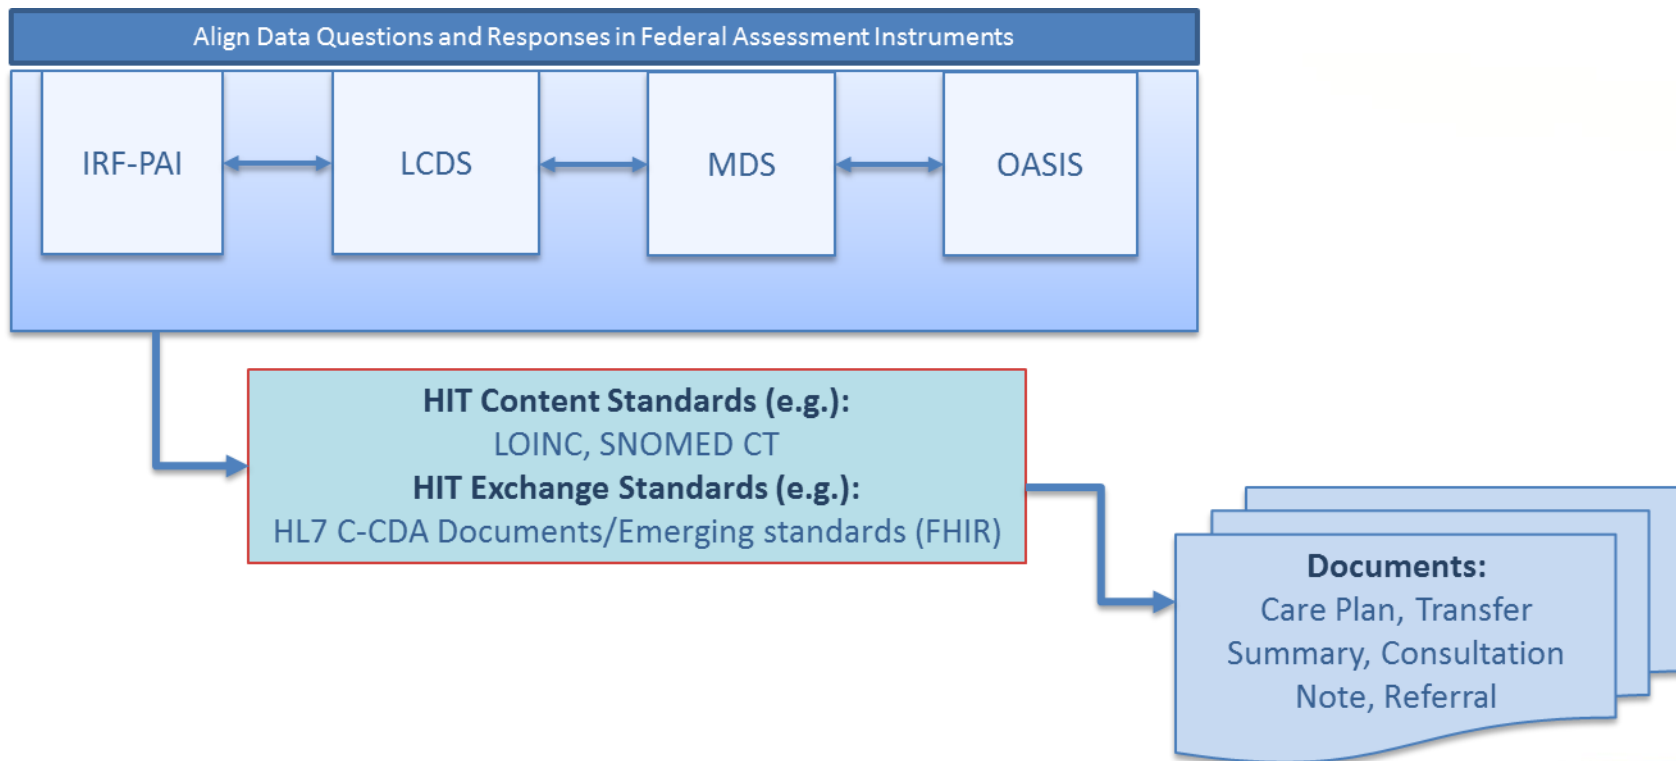 Align Data Questions and Responses in Federal Assessment Instruments
IRF-PAI
LCDS
MDS
OASIS
HIT Content Standards (e.g.):
LOINC, SNOMED CT
HIT Exchange Standards (e.g.):
HL7 C-CDA Documents/Emerging standards (FHIR)
Documents:
Care Plan, Transfer
Summary, Consultation
Note, Referral